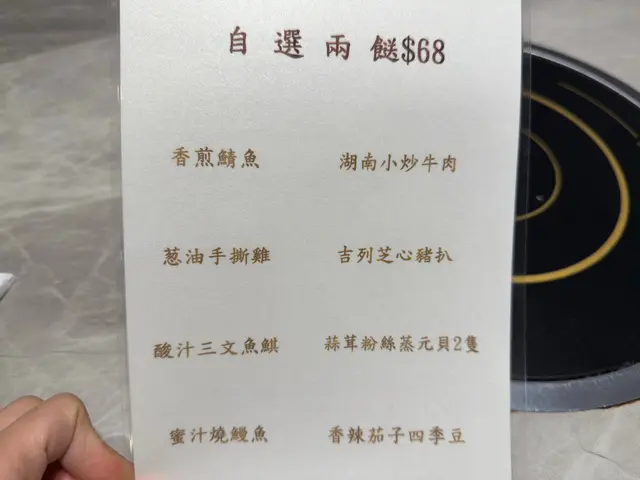 自選兩餸$68
香煎鯖魚 湖南小炒牛肉
葱油手撕雞 吉列芝心豬扒
酸汁三文魚鯕 蒜茸粉絲蒸元貝2隻
蜜汁燒鰻魚 香辣茄子四季豆